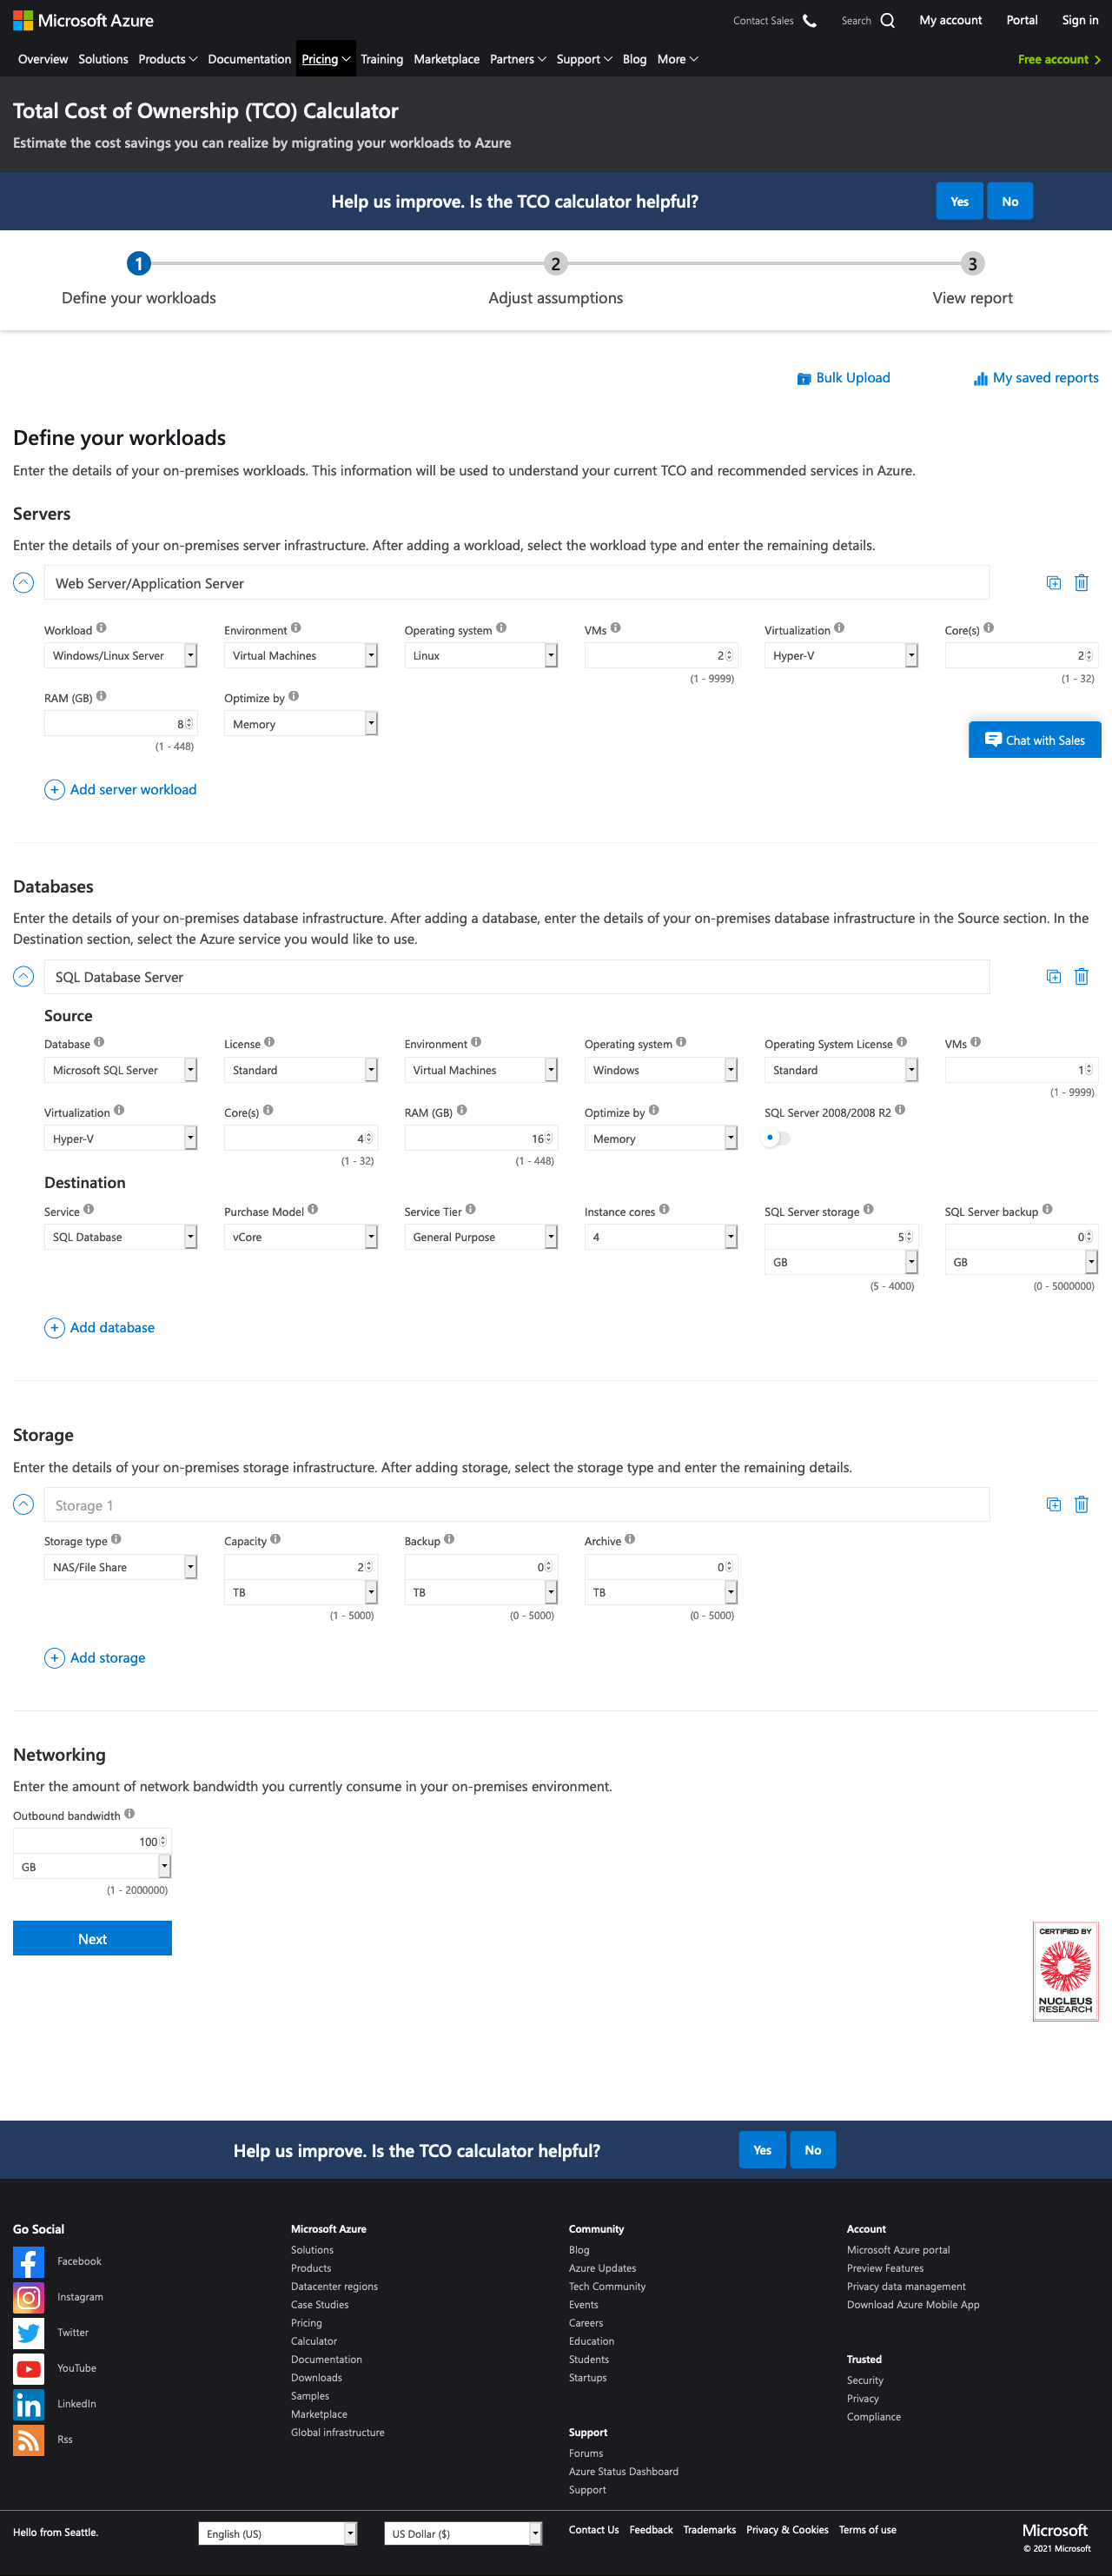 Microsoft Azure
Contact Sales Search My account Portal Sign in
Overview Solutions Products Documentation Pricing Training Marketplace Partners Support Blog More Free account
Total Cost of Ownership (TCO) Calculator
Estimate the cost savings you can realize by migrating your workloads to Azure
Help us improve. Is the TCO calculator helpful? Yes No
1 2 3
Define your workloads Adjust assumptions View report
Bulk Upload My saved reports
Define your workloads
Enter the details of your on-premises workloads. This information will be used to understand your current TCO and recommended services in Azure.
Servers
Enter the details of your on-premises server infrastructure. After adding a workload, select the workload type and enter the remaining details.
Web Server/Application Server
Workload Environment Operating system VMs Virtualization Core(s)
Windows/Linux Server Virtual Machines Linux 2 Hyper-V 2
(1 - 9999) (1 - 32)
RAM (GB) Optimize by
8 Memory
(1 - 448)
Chat with Sales
Add server workload
Databases
Enter the details of your on-premises database infrastructure. After adding a database, enter the details of your on-premises database infrastructure in the Source section. In the
Destination section, select the Azure service you would like to use.
SQL Database Server
Source
Database License Environment Operating system Operating System License VMs
Microsoft SQL Server Standard Virtual Machines Windows Standard 1
(1 - 9999)
Virtualization Core(s) RAM (GB) Optimize by SQL Server 2008/2008 R2
Hyper-V 4 16 Memory
(1 - 32) (1 - 448)
Destination
Service Purchase Model Service Tier Instance cores SQL Server storage SQL Server backup
SQL Database vCore General Purpose 4 5 0
GB GB
(5 - 4000) (0 - 5000000)
Add database
Storage
Enter the details of your on-premises storage infrastructure. After adding storage, select the storage type and enter the remaining details.
Storage 1
Storage type Capacity Backup Archive
NAS/File Share 2 0 0
TB TB TB
(1 - 5000) (0 - 5000) (0 - 5000)
Add storage
Networking
Enter the amount of network bandwidth you currently consume in your on-premises environment.
Outbound bandwidth
100
GB
(1 - 2000000)
Next
CERTIFIED BY
NUCLEUS
RESEARCH
Help us improve. Is the TCO calculator helpful? Yes No
Go Social
Facebook
Instagram
Twitter
YouTube
LinkedIn
Rss
Microsoft Azure
Solutions
Products
Datacenter regions
Case Studies
Pricing
Calculator
Documentation
Downloads
Samples
Marketplace
Global infrastructure
Community
Blog
Azure Updates
Tech Community
Events
Careers
Education
Students
Startups
Support
Forums
Azure Status Dashboard
Support
Account
Microsoft Azure portal
Preview Features
Privacy data management
Download Azure Mobile App
Trusted
Security
Privacy
Compliance
Hello from Seattle. English (US) US Dollar ($) Contact Us Feedback Trademarks Privacy & Cookies Terms of use Microsoft
© 2021 Microsoft